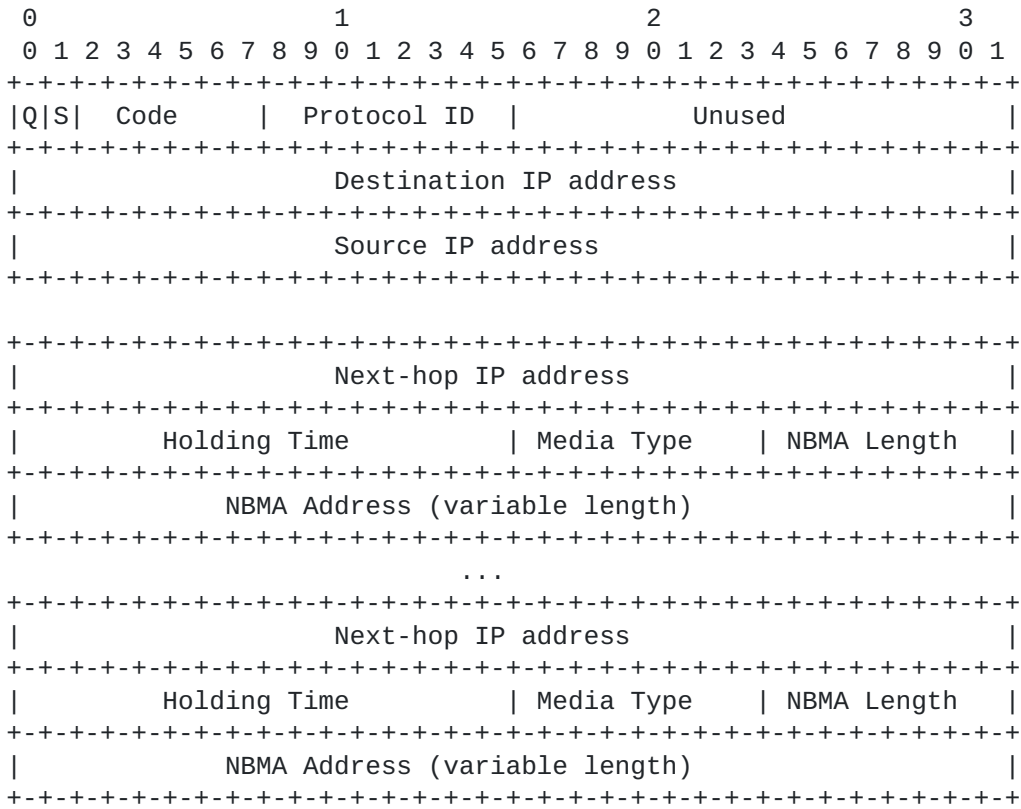 0                   1                   2                   3
 0 1 2 3 4 5 6 7 8 9 0 1 2 3 4 5 6 7 8 9 0 1 2 3 4 5 6 7 8 9 0 1
+-+-+-+-+-+-+-+-+-+-+-+-+-+-+-+-+-+-+-+-+-+-+-+-+-+-+-+-+-+-+-+-+
|Q|S|  Code     |  Protocol ID  |           Unused              |
+-+-+-+-+-+-+-+-+-+-+-+-+-+-+-+-+-+-+-+-+-+-+-+-+-+-+-+-+-+-+-+-+
|                    Destination IP address                     |
+-+-+-+-+-+-+-+-+-+-+-+-+-+-+-+-+-+-+-+-+-+-+-+-+-+-+-+-+-+-+-+-+
|                    Source IP address                          |
+-+-+-+-+-+-+-+-+-+-+-+-+-+-+-+-+-+-+-+-+-+-+-+-+-+-+-+-+-+-+-+-+

+-+-+-+-+-+-+-+-+-+-+-+-+-+-+-+-+-+-+-+-+-+-+-+-+-+-+-+-+-+-+-+-+
|                    Next-hop IP address                        |
+-+-+-+-+-+-+-+-+-+-+-+-+-+-+-+-+-+-+-+-+-+-+-+-+-+-+-+-+-+-+-+-+
|         Holding Time          | Media Type    | NBMA Length   |
+-+-+-+-+-+-+-+-+-+-+-+-+-+-+-+-+-+-+-+-+-+-+-+-+-+-+-+-+-+-+-+-+
|             NBMA Address (variable length)                    |
+-+-+-+-+-+-+-+-+-+-+-+-+-+-+-+-+-+-+-+-+-+-+-+-+-+-+-+-+-+-+-+-+
                             ...
+-+-+-+-+-+-+-+-+-+-+-+-+-+-+-+-+-+-+-+-+-+-+-+-+-+-+-+-+-+-+-+-+
|                    Next-hop IP address                        |
+-+-+-+-+-+-+-+-+-+-+-+-+-+-+-+-+-+-+-+-+-+-+-+-+-+-+-+-+-+-+-+-+
|         Holding Time          | Media Type    | NBMA Length   |
+-+-+-+-+-+-+-+-+-+-+-+-+-+-+-+-+-+-+-+-+-+-+-+-+-+-+-+-+-+-+-+-+
|             NBMA Address (variable length)                    |
+-+-+-+-+-+-+-+-+-+-+-+-+-+-+-+-+-+-+-+-+-+-+-+-+-+-+-+-+-+-+-+-+